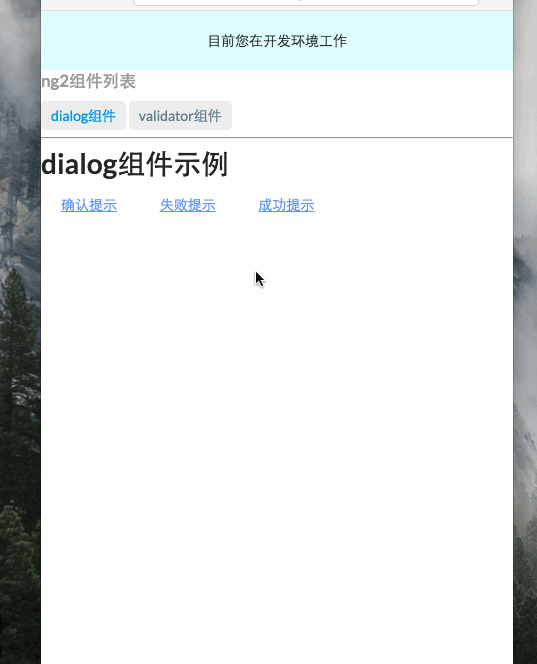 目前您在开发环境工作
ng2组件列表
dialog组件 validator组件
dialog组件示例
确认提示 失败提示 成功提示